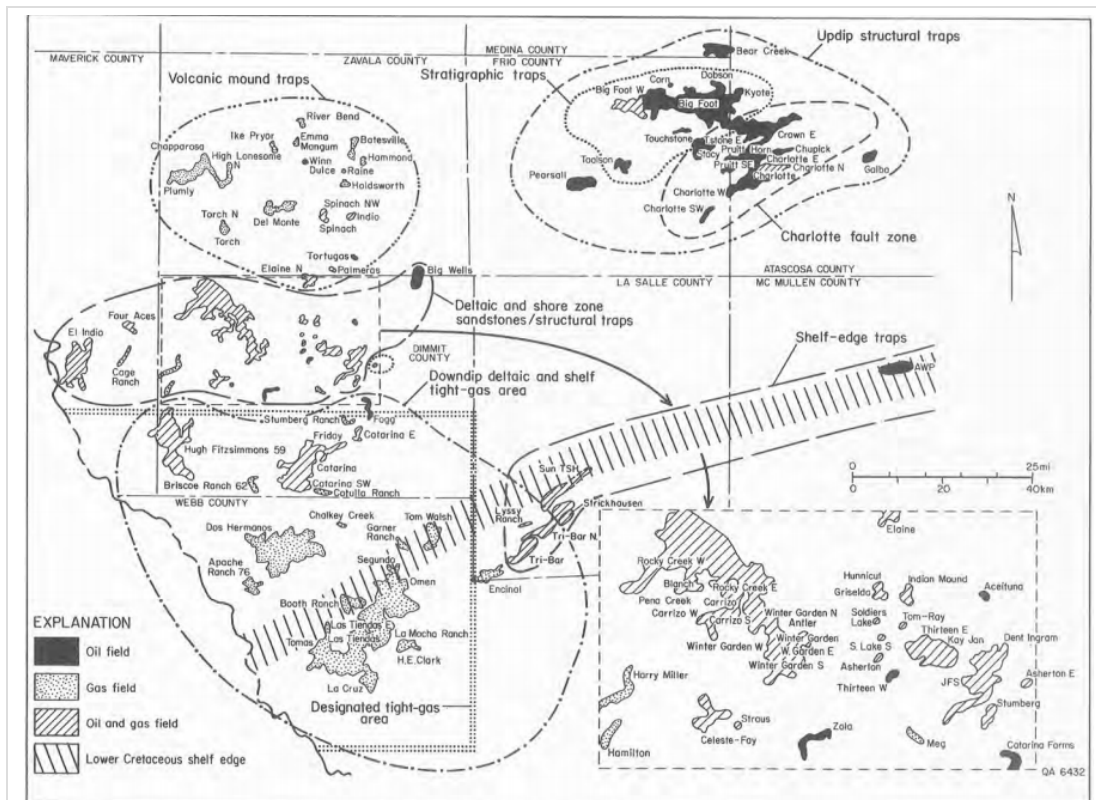 MAVERICK COUNTY
ZAVALA COUNTY
MEDINA COUNTY
FRIO COUNTY
Updip structural traps
Volcanic mound traps
Stratigraphic traps
Bear Creek
Corn
Dobson
Big Foot W
Kyote
Big Foot
River Bend
Ike Pryor
Emma
Mangum
Batesville
Chapparosa
High Lonesome
N
Winn
Dulce
Hammond
Raine
Holdsworth
Plumly
Touchstone
Tstone E
Crown E
Pruitt
Horn
Chupick
Stacy
Toolson
Charlotte E
Pruitt SE
Charlotte N
Charlotte
Pearsall
Galba
Charlotte W
Charlotte SW
N
Torch N
Del Monte
Spinach NW
Indio
Spinach
Torch
Charlotte fault zone
Tortugas
Elaine N
Palmeras
Big Wells
LA SALLE COUNTY
ATASCOSA COUNTY
MC MULLEN COUNTY
Deltaic and shore zone
sandstones/structural traps
Four Aces
El Indio
Cage
Ranch
DIMMIT
COUNTY
Shelf-edge traps
Downdip deltaic and shelf
tight-gas area
AWP
Stumberg Ranch
Fogg
Catarina E
Friday
Hugh Fitzsimmons 59
Catarina
Catarina SW
Briscoe Ranch 62
Cotulla Ranch
WEBB COUNTY
Sun TSH
Strickhausen
Lyssy
Ranch
Tri-Bar N.
Tri-Bar
Encinal
0 25mi
0 20 40km
Chalkey Creek
Tom Walsh
Dos Hermanos
Garner
Ranch
Apache
Ranch 76
Segundo
Omen
Booth Ranch
Las Tiendas E
Tomas
Las Tiendas
La Mocha Ranch
H.E.Clark
La Cruz
Designated tight-gas
area
EXPLANATION
Oil field
Gas field
Oil and gas field
Lower Cretaceous shelf edge
Elaine
Rocky Creek W
Blanch
Rocky Creek E
Hunnicut
Griselda
Indian Mound
Aceituna
Pena Creek
Carrizo
Carrizo W
Carrizo S
Winter Garden N
Antler
Soldiers
Lake
Tom-Ray
Thirteen E
Kay Jan
Dent Ingram
Winter Garden W
Winter Garden
W. Garden E
S. Lake S
Winter Garden S
Asherton
Asherton E
Thirteen W
JFS
Harry Miller
Stumberg
Straus
Celeste-Fay
Zala
Hamilton
Meg
Catarina Farms
QA 6432